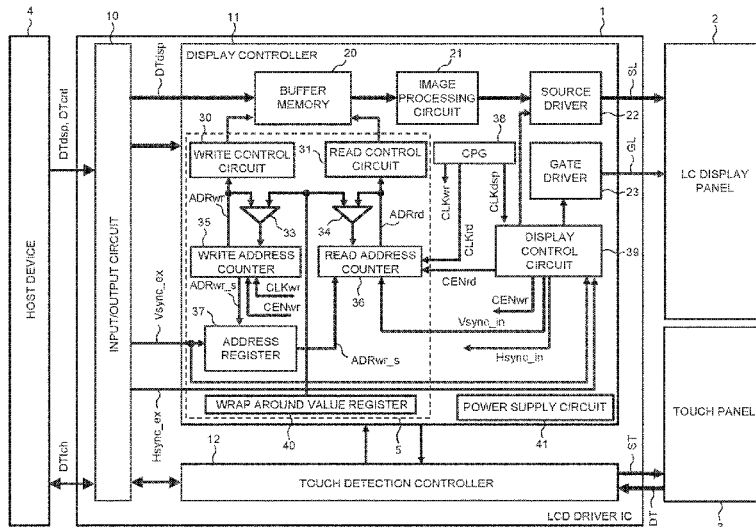 4
10
11
1
2
DISPLAY CONTROLLER
20
21
DTdsp
BUFFER MEMORY
IMAGE PROCESSING CIRCUIT
SOURCE DRIVER
SL
22
DTdsp, DTcnt
30
31
38
WRITE CONTROL CIRCUIT
READ CONTROL CIRCUIT
CPG
GATE DRIVER
GL
23
LC DISPLAY PANEL
ADRwr
33
34
ADRrd
CLKwr
CLKdsp
CLKrd
35
WRITE ADDRESS COUNTER
READ ADDRESS COUNTER
36
DISPLAY CONTROL CIRCUIT
39
CENrd
ADRwr_s
CLKwr
CENwr
CENwr
Vsync_in
Hsync_in
37
ADDRESS REGISTER
ADRwr_s
HOST DEVICE
INPUT/OUTPUT CIRCUIT
Vsync_ex
Hsync_ex
WRAP AROUND VALUE REGISTER
POWER SUPPLY CIRCUIT
40
5
41
TOUCH PANEL
12
DTtch
TOUCH DETECTION CONTROLLER
ST
DT
LCD DRIVER IC
3